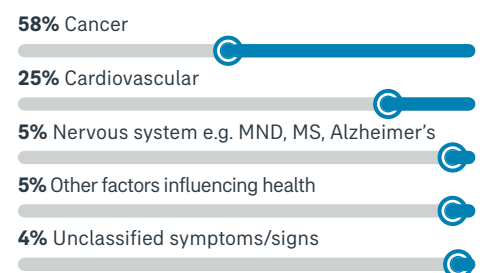 58% Cancer
25% Cardiovascular
5% Nervous system e.g. MND, MS, Alzheimer’s
5% Other factors influencing health
4% Unclassified symptoms/signs